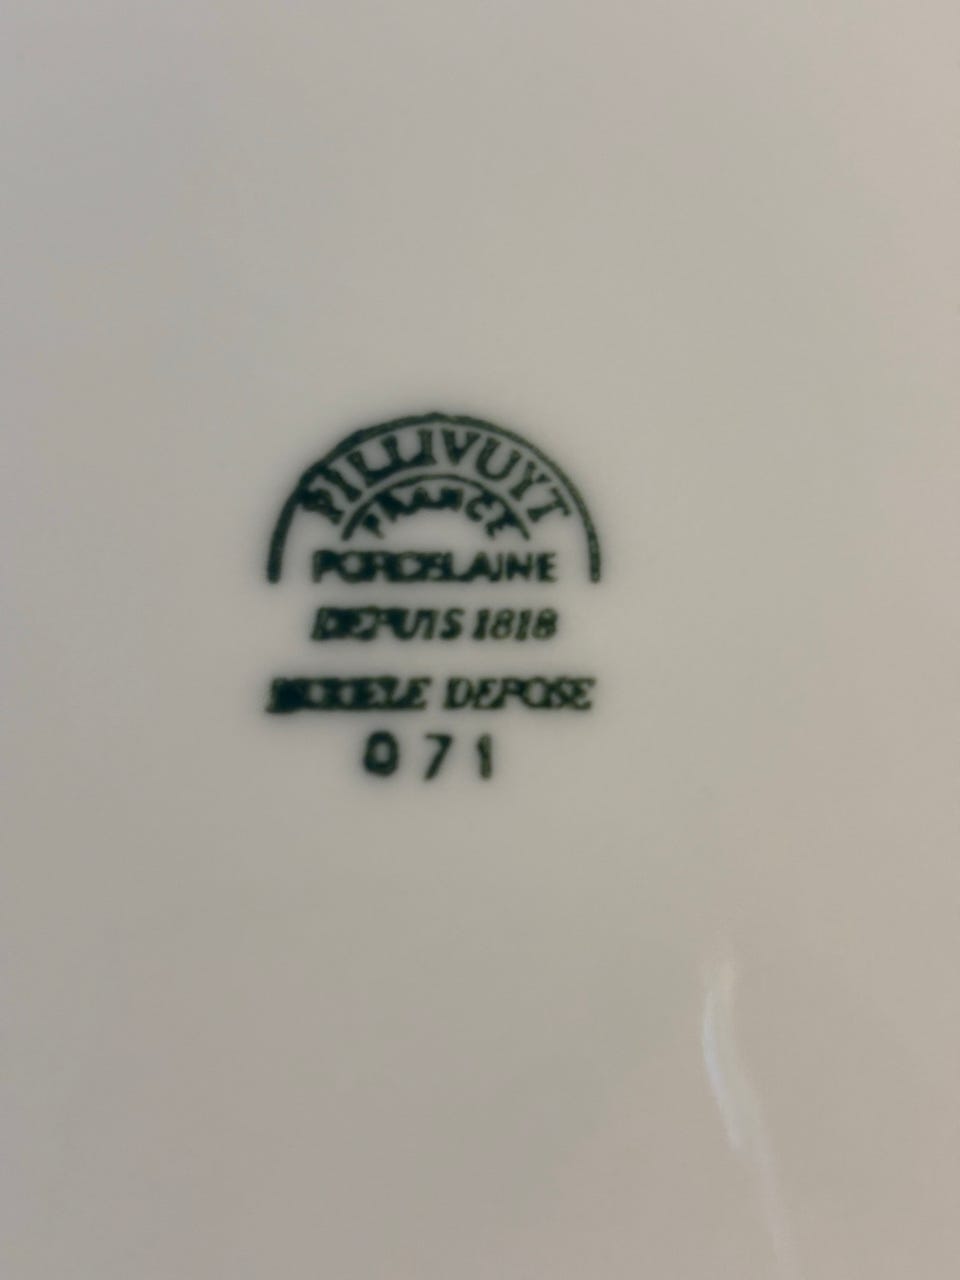 PILLIVUYT
FRANCE
PORCELAINE
DEPUIS 1818
MODELE DEPOSE
071